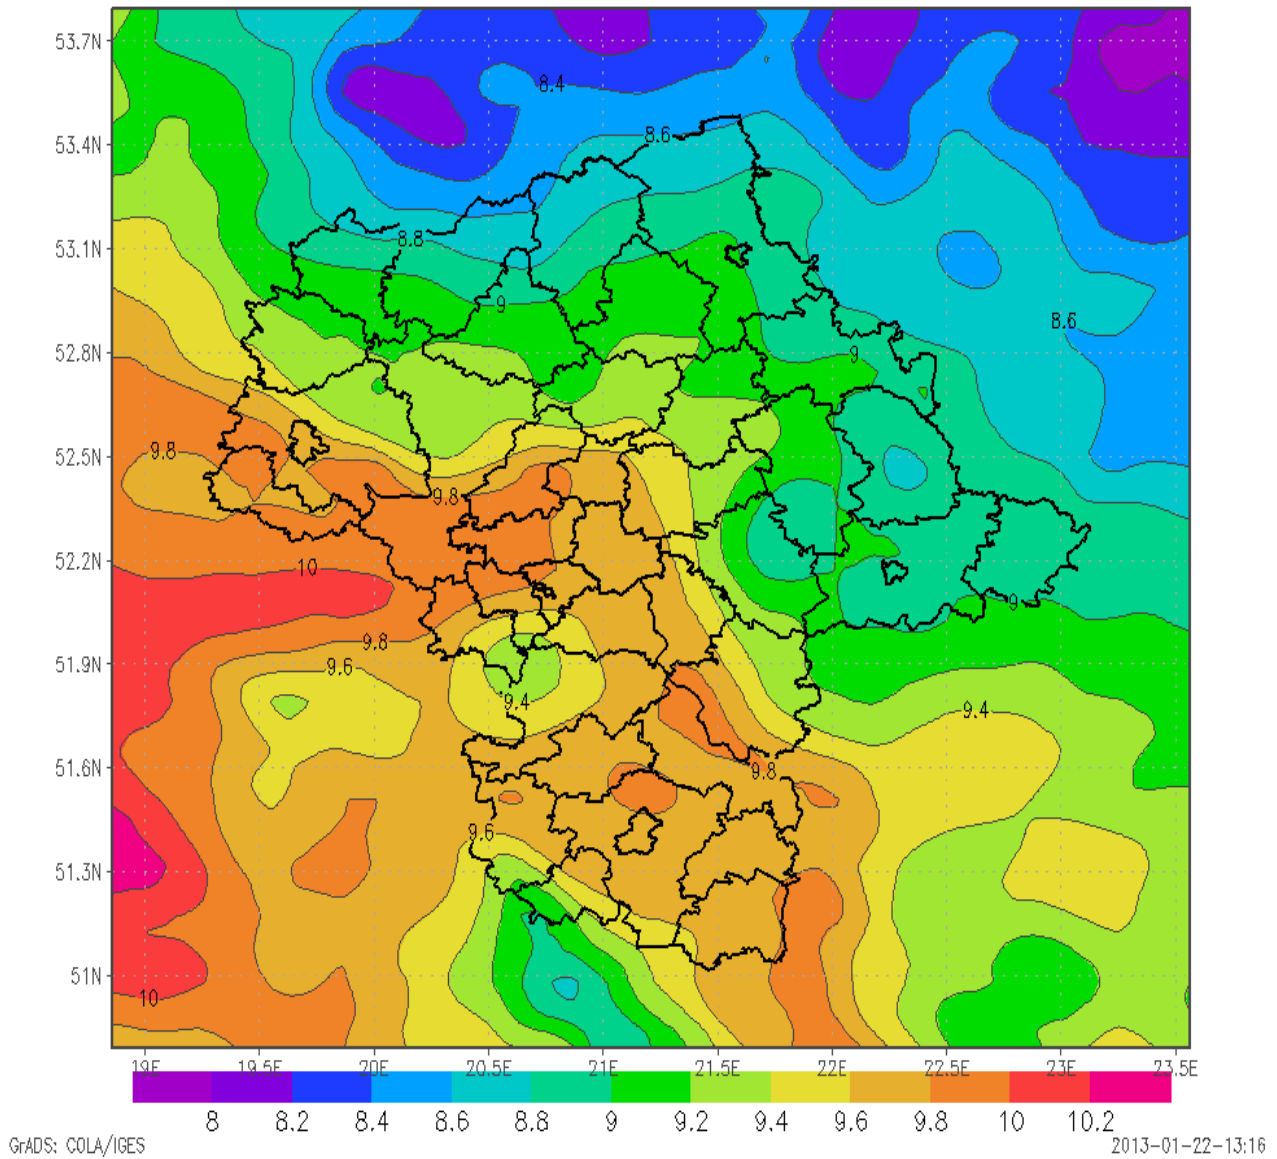 53.7N
8.4
53.4N
8.6
8.8
53.1N
9
8.6
52.8N
9
9.8
52.5N
9.8
52.2N
10
9
9.8
51.9N
9.6
9.4
9.4
51.6N
9.8
9.6
51.3N
51N
10
19E 19.5E 20E 20.5E 21E 21.5E 22E 22.5E 23E 23.5E
8 8.2 8.4 8.6 8.8 9 9.2 9.4 9.6 9.8 10 10.2
GrADS: COLA/IGES 2013-01-22-13:16